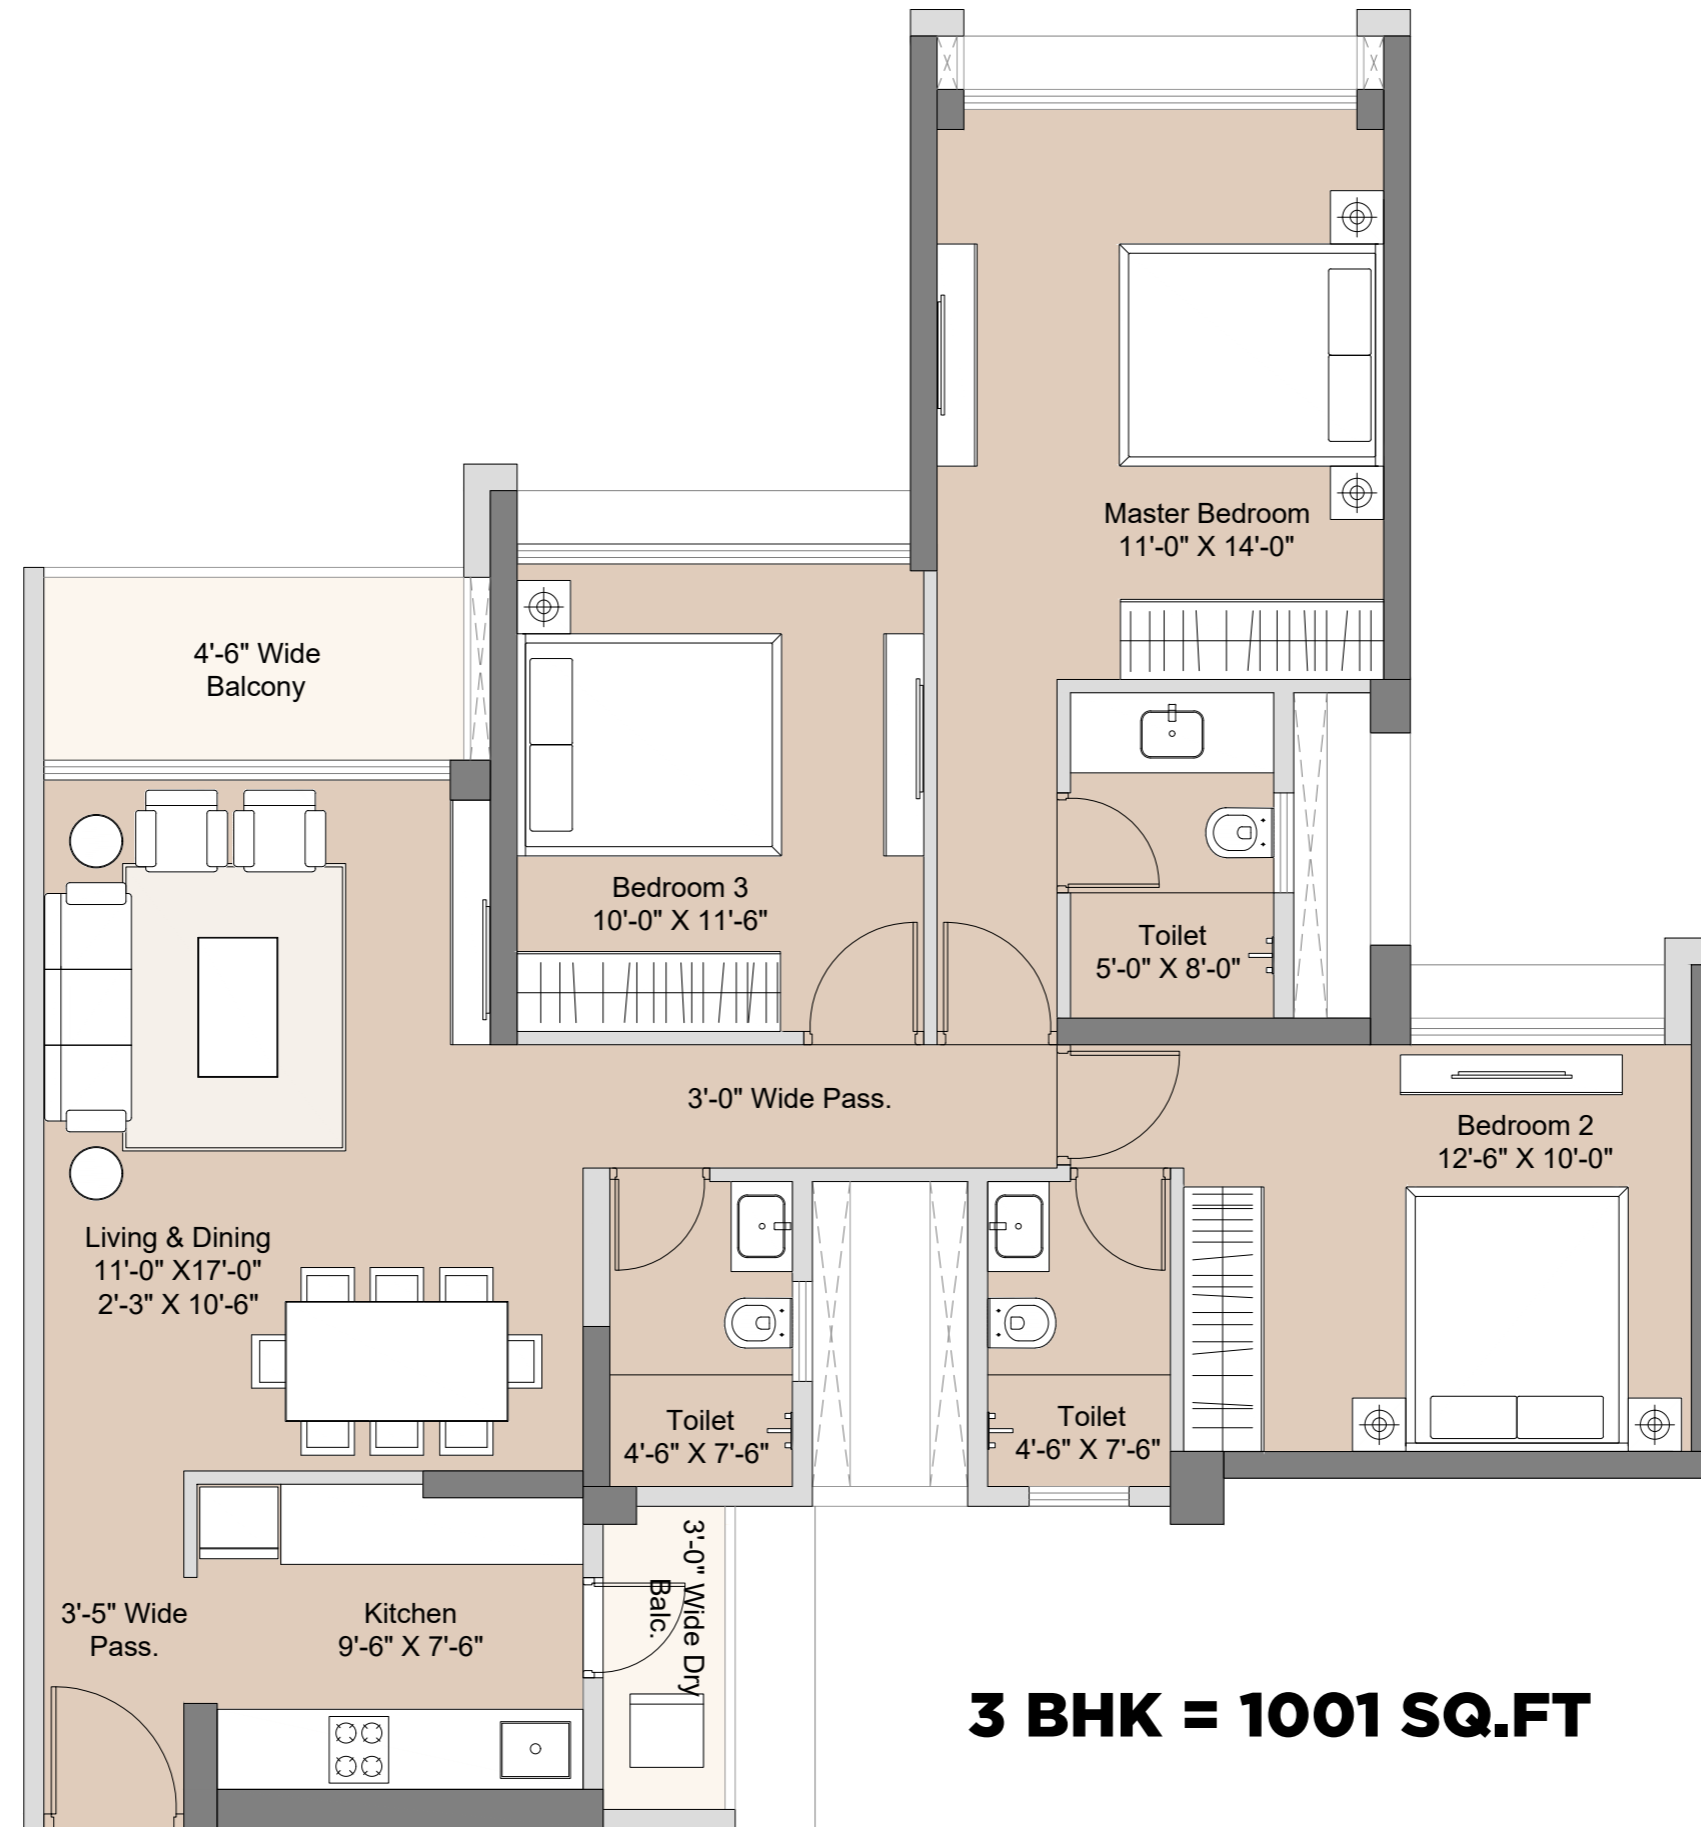 Master Bedroom
11'-0" X 14'-0"
4'-6" Wide
Balcony
Bedroom 3
10'-0" X 11'-6"
Toilet
5'-0" X 8'-0"
3'-0" Wide Pass.
Bedroom 2
12'-6" X 10'-0"
Living & Dining
11'-0" X17'-0"
2'-3" X 10'-6"
Toilet
4'-6" X 7'-6"
Toilet
4'-6" X 7'-6"
3'-0" Wide Dry
Balc.
3'-5" Wide
Pass.
Kitchen
9'-6" X 7'-6"
3 BHK = 1001 SQ.FT